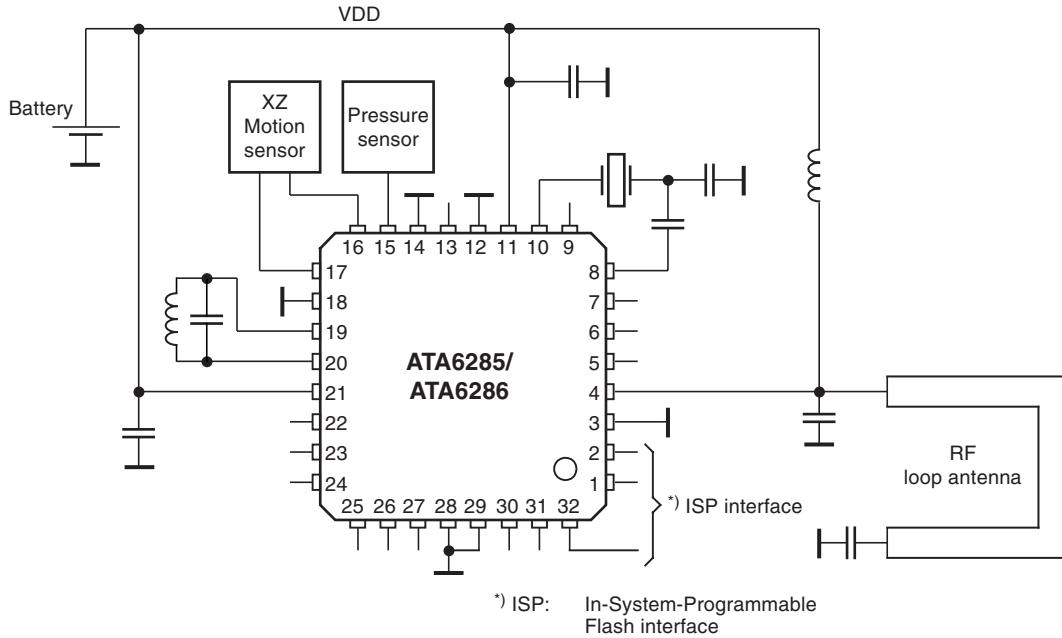 VDD
Battery
XZ
Motion
sensor
Pressure
sensor
16 15 14 13 12 11 10 9
17
18
19
20
21
22
23
24
8
7
6
5
4
3
2
1
ATA6285/
ATA6286
25 26 27 28 29 30 31 32
*) ISP interface
RF
loop antenna
*) ISP: In-System-Programmable
Flash interface